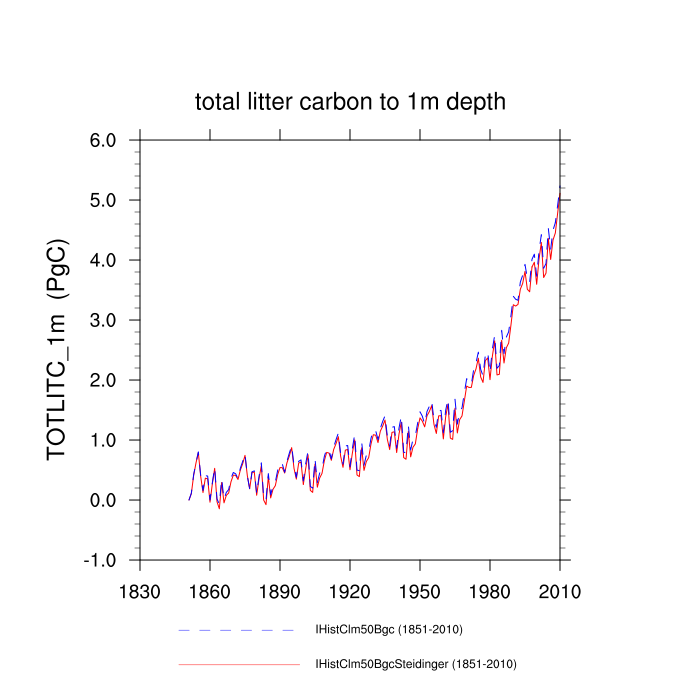 total litter carbon to 1m depth
TOTLITC_1m (PgC)
6.0
5.0
4.0
3.0
2.0
1.0
0.0
-1.0
1830 1860 1890 1920 1950 1980 2010
IHistClm50Bgc (1851-2010)
IHistClm50BgcSteidinger (1851-2010)